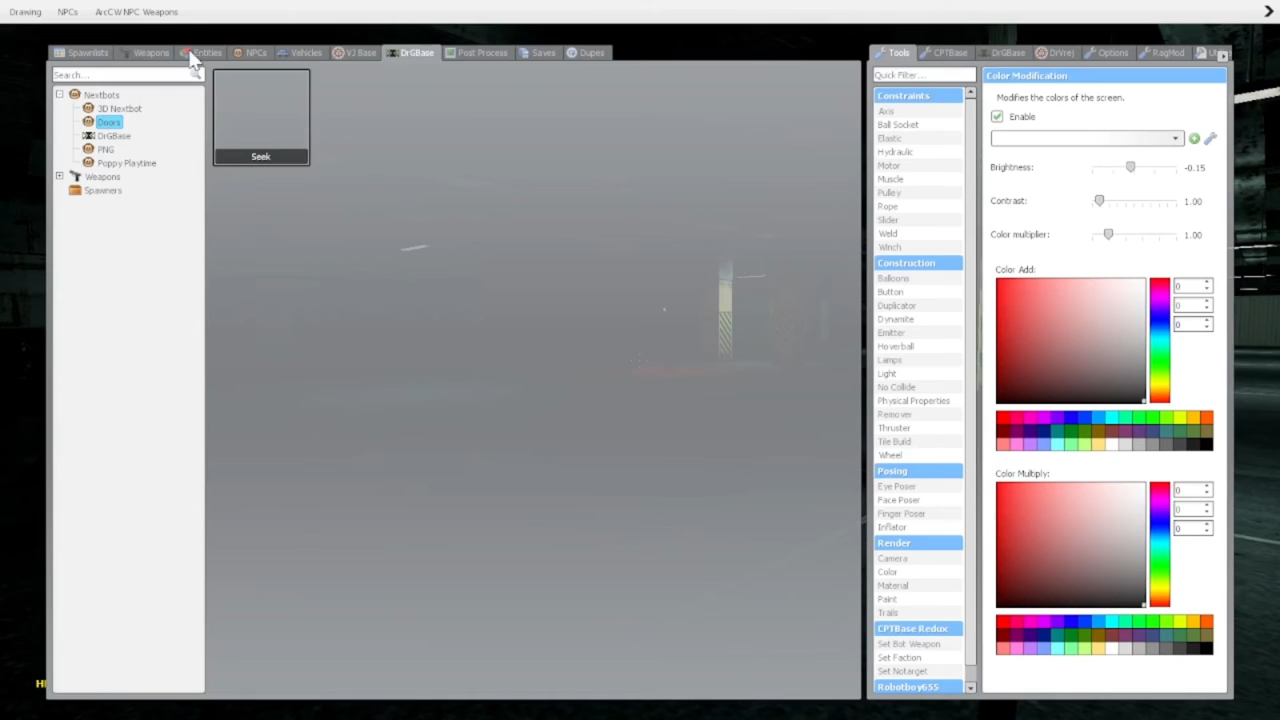 Drawing NPCs ArcCW NPC Weapons
Spawnlists Weapons Entities NPCs Vehicles VJ Base DrGBase Post Process Saves Dupes
Search...
Nextbots
3D Nextbot
Doors
DrGBase
PNG
Poppy Playtime
Weapons
Spawners
Seek
Tools CPTBase DrGBase DrVrej Options RagMod
Quick Filter...
Constraints
Axis
Ball Socket
Elastic
Hydraulic
Motor
Muscle
Pulley
Rope
Slider
Weld
Winch
Construction
Balloons
Button
Duplicator
Dynamite
Emitter
Hoverball
Lamps
Light
No Collide
Physical Properties
Remover
Thruster
Tile Build
Wheel
Posing
Eye Poser
Face Poser
Finger Poser
Inflator
Render
Camera
Color
Material
Paint
Trails
CPTBase Redox
Set Bot Weapon
Set Faction
Set Notarget
Robotboy655
Color Modification
Modifies the colors of the screen.
Enable
Brightness: -0.15
Contrast: 1.00
Color multiplier: 1.00
Color Add:
0
0
0
Color Multiply:
0
0
0